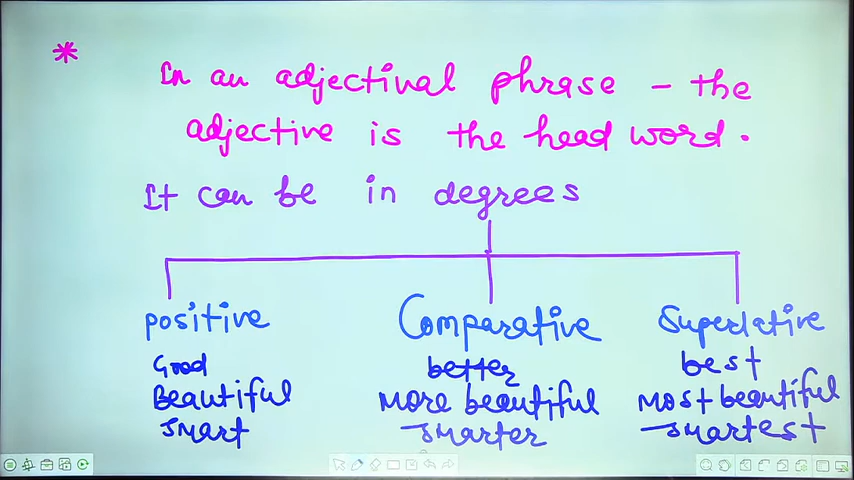 * In an adjectival phrase - the
adjective is the head word.
It can be in degrees
positive Comparative Superlative
Good better best
Beautiful more beautiful most beautiful
smart smarter smartest